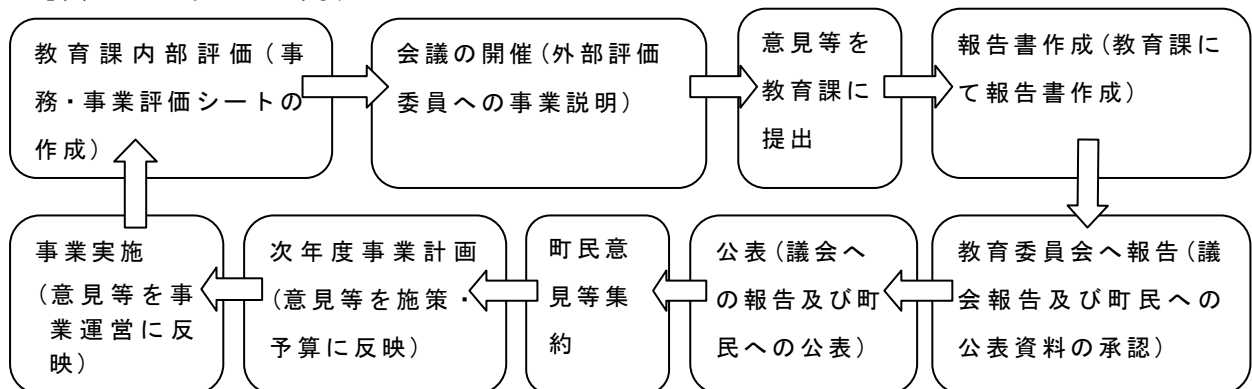 教育課内部評価（事
務・事業評価シートの
作成）
会議の開催（外部評価
委員への事業説明）
意見等を
教育課に
提出
報告書作成（教育課に
て報告書作成）
教育委員会へ報告（議
会報告及び町民への
公表資料の承認）
公表（議会へ
の報告及び町
民への公表）
町民意
見等集
約
次年度事業計画
（意見等を施策・
予算に反映）
事業実施
（意見等を事
業運営に反
映）